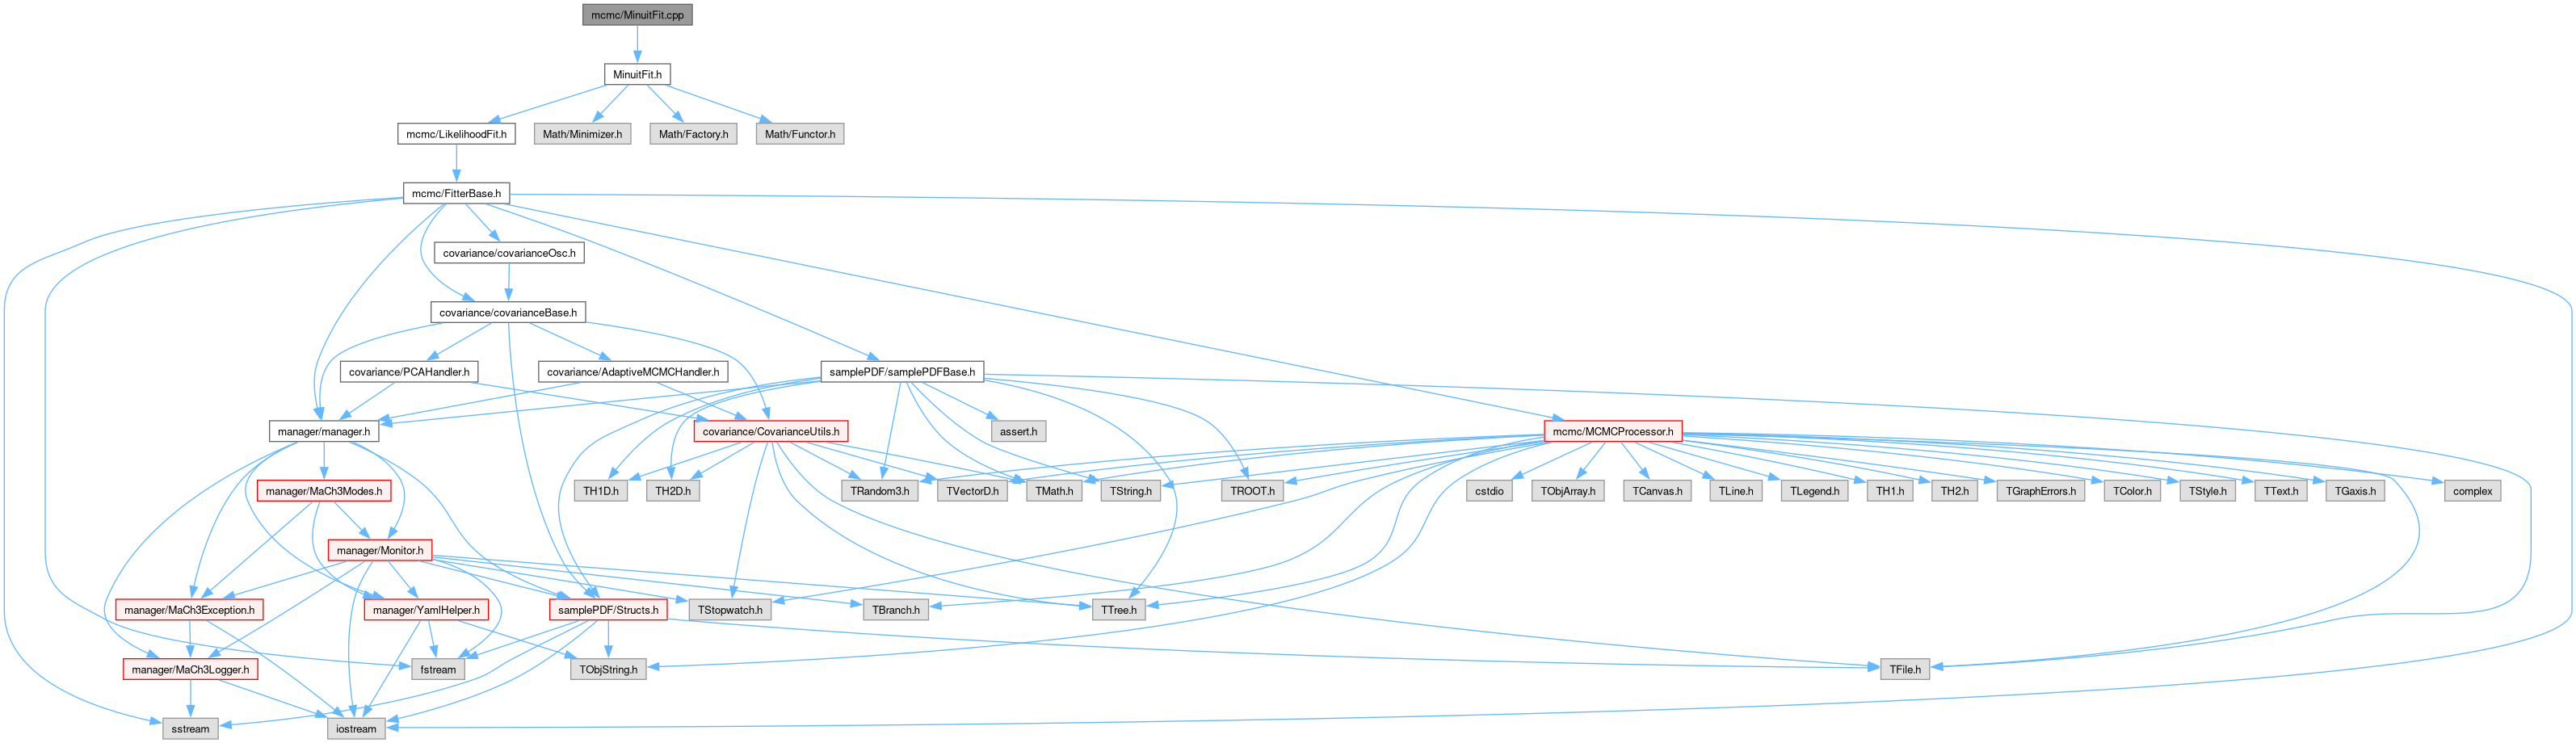 mcmc/MinuitFit.cpp
MinuitFit.h
mcmc/LikelihoodFit.h
Math/Minimizer.h
Math/Factory.h
Math/Functor.h
mcmc/FitterBase.h
covariance/covarianceOsc.h
covariance/covarianceBase.h
covariance/PCAHandler.h
covariance/AdaptiveMCMCHandler.h
samplePDF/samplePDFBase.h
manager/manager.h
covariance/CovarianceUtils.h
assert.h
mcmc/MCMCProcessor.h
manager/MaCh3Modes.h
TH1D.h
TH2D.h
TRandom3.h
TVectorD.h
TMath.h
TString.h
TROOT.h
cstdio
TObjArray.h
TCanvas.h
TLine.h
TLegend.h
TH1.h
TH2.h
TGraphErrors.h
TColor.h
TStyle.h
TText.h
TGaxis.h
complex
manager/Monitor.h
manager/MaCh3Exception.h
manager/YamlHelper.h
samplePDF/Structs.h
TStopwatch.h
TBranch.h
TTree.h
manager/MaCh3Logger.h
fstream
TObjString.h
TFile.h
sstream
iostream